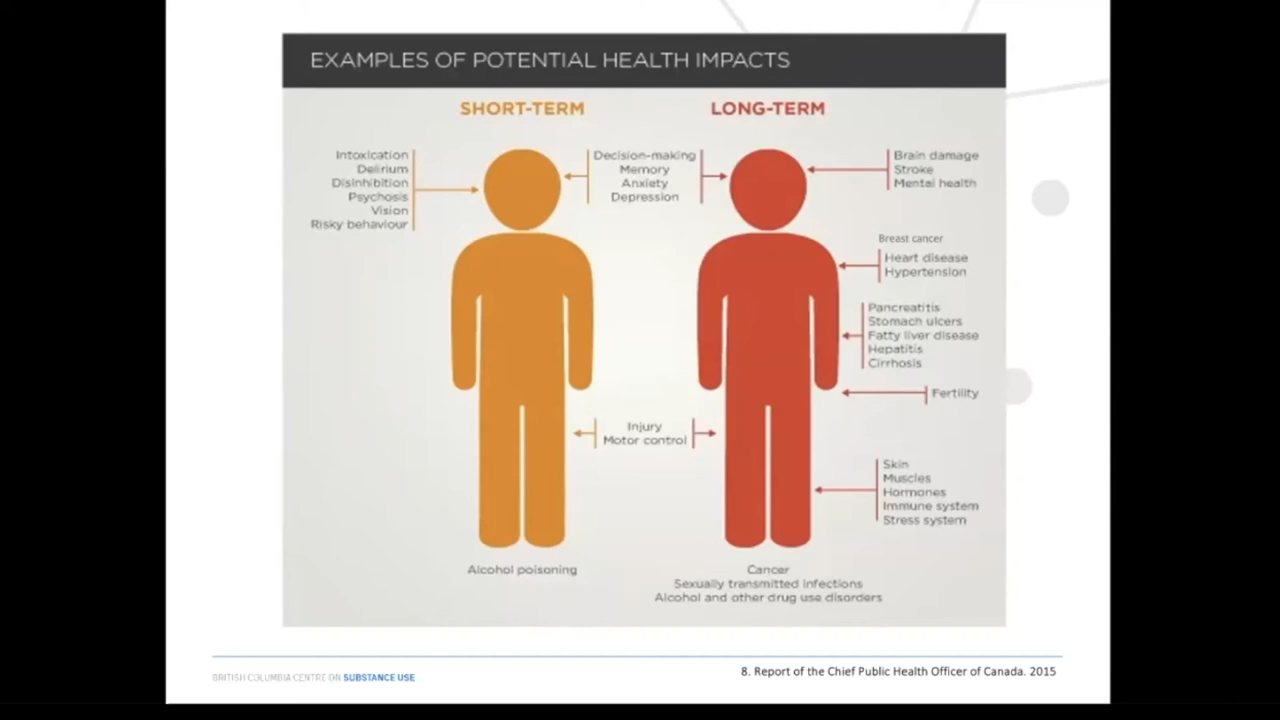 EXAMPLES OF POTENTIAL HEALTH IMPACTS
SHORT-TERM
LONG-TERM
Intoxication
Delirium
Disinhibition
Psychosis
Vision
Risky behaviour
Decision-making
Memory
Anxiety
Depression
Brain damage
Stroke
Mental health
Breast cancer
Heart disease
Hypertension
Pancreatitis
Stomach ulcers
Fatty liver disease
Hepatitis
Cirrhosis
Fertility
Injury
Motor control
Skin
Muscles
Hormones
Immune system
Stress system
Alcohol poisoning
Cancer
Sexually transmitted infections
Alcohol and other drug use disorders
BRITISH COLUMBIA CENTRE ON SUBSTANCE USE
8. Report of the Chief Public Health Officer of Canada. 2015